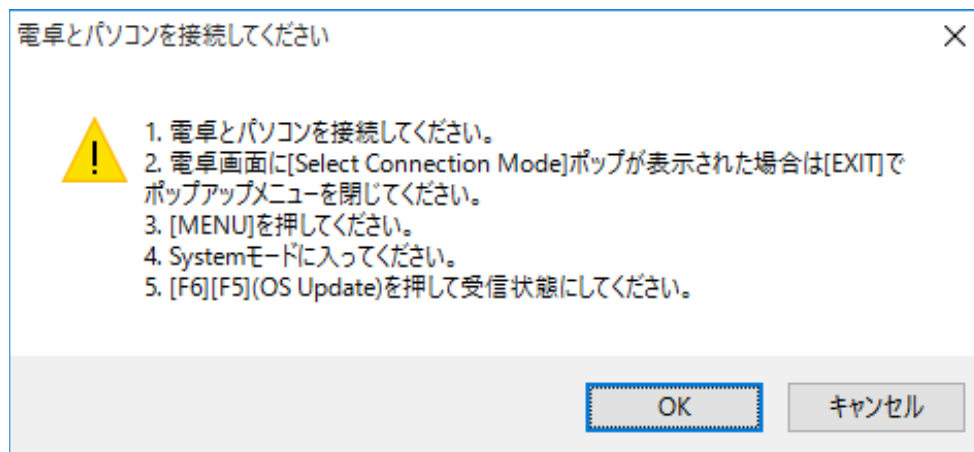 電卓とパソコンを接続してください
1. 電卓とパソコンを接続してください。
2. 電卓画面に[Select Connection Mode]ポップが表示された場合は[EXIT]で
ポップアップメニューを閉じてください。
3. [MENU]を押してください。
4. Systemモードに入ってください。
5. [F6][F5](OS Update)を押して受信状態にしてください。
OK
キャンセル